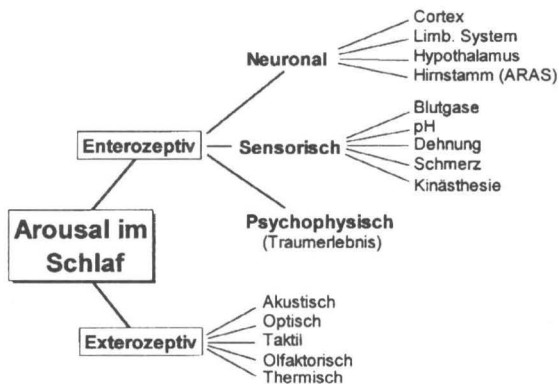 Arousal im
Schlaf
Enterozeptiv
Neuronal
Cortex
Limb. System
Hypothalamus
Hirnstamm (ARAS)
Sensorisch
Blutgase
pH
Dehnung
Schmerz
Kinästhesie
Psychophysisch
(Traumerlebnis)
Exterozeptiv
Akustisch
Optisch
Taktil
Olfaktorisch
Thermisch